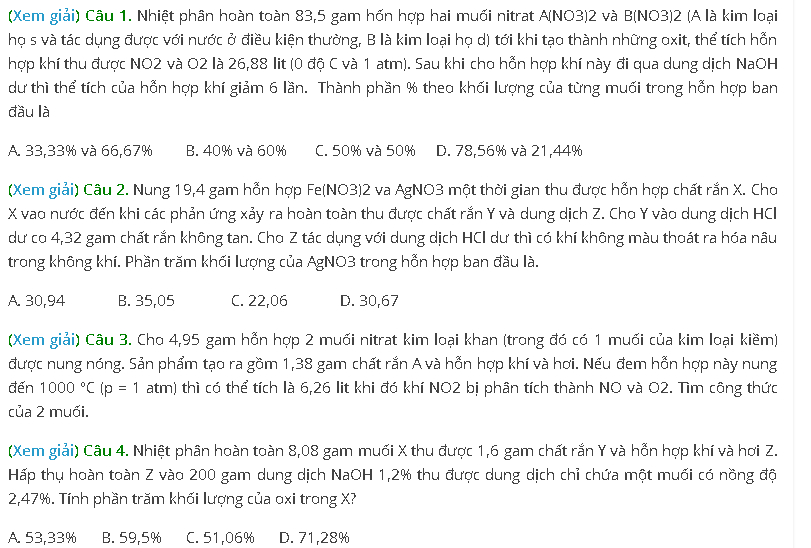 (Xem giải) Câu 1. Nhiệt phân hoàn toàn 83,5 gam hốn hợp hai muối nitrat A(NO3)2 và B(NO3)2 (A là kim loại
họ s và tác dụng được với nước ở điều kiện thường, B là kim loại họ d) tới khi tạo thành những oxit, thể tích hỗn
hợp khí thu được NO2 và O2 là 26,88 lit (0 độ C và 1 atm). Sau khi cho hỗn hợp khí này đi qua dung dịch NaOH
dư thì thể tích của hỗn hợp khí giảm 6 lần. Thành phần % theo khối lượng của từng muối trong hỗn hợp ban
đầu là
A. 33,33% và 66,67% B. 40% và 60% C. 50% và 50% D. 78,56% và 21,44%
(Xem giải) Câu 2. Nung 19,4 gam hỗn hợp Fe(NO3)2 va AgNO3 một thời gian thu được hỗn hợp chất rắn X. Cho
X vao nước đến khi các phản ứng xảy ra hoàn toàn thu được chất rắn Y và dung dịch Z. Cho Y vào dung dịch HCl
dư co 4,32 gam chất rắn không tan. Cho Z tác dụng với dung dịch HCl dư thì có khí không màu thoát ra hóa nâu
trong không khí. Phần trăm khối lượng của AgNO3 trong hỗn hợp ban đầu là.
A. 30,94 B. 35,05 C. 22,06 D. 30,67
(Xem giải) Câu 3. Cho 4,95 gam hỗn hợp 2 muối nitrat kim loại khan (trong đó có 1 muối của kim loại kiềm)
được nung nóng. Sản phẩm tạo ra gồm 1,38 gam chất rắn A và hỗn hợp khí và hơi. Nếu đem hỗn hợp này nung
đến 1000 °C (p = 1 atm) thì có thể tích là 6,26 lit khi đó khí NO2 bị phân tích thành NO và O2. Tìm công thức
của 2 muối.
(Xem giải) Câu 4. Nhiệt phân hoàn toàn 8,08 gam muối X thu được 1,6 gam chất rắn Y và hỗn hợp khí và hơi Z.
Hấp thụ hoàn toàn Z vào 200 gam dung dịch NaOH 1,2% thu được dung dịch chỉ chứa một muối có nồng độ
2,47%. Tính phần trăm khối lượng của oxi trong X?
A. 53,33% B. 59,5% C. 51,06% D. 71,28%